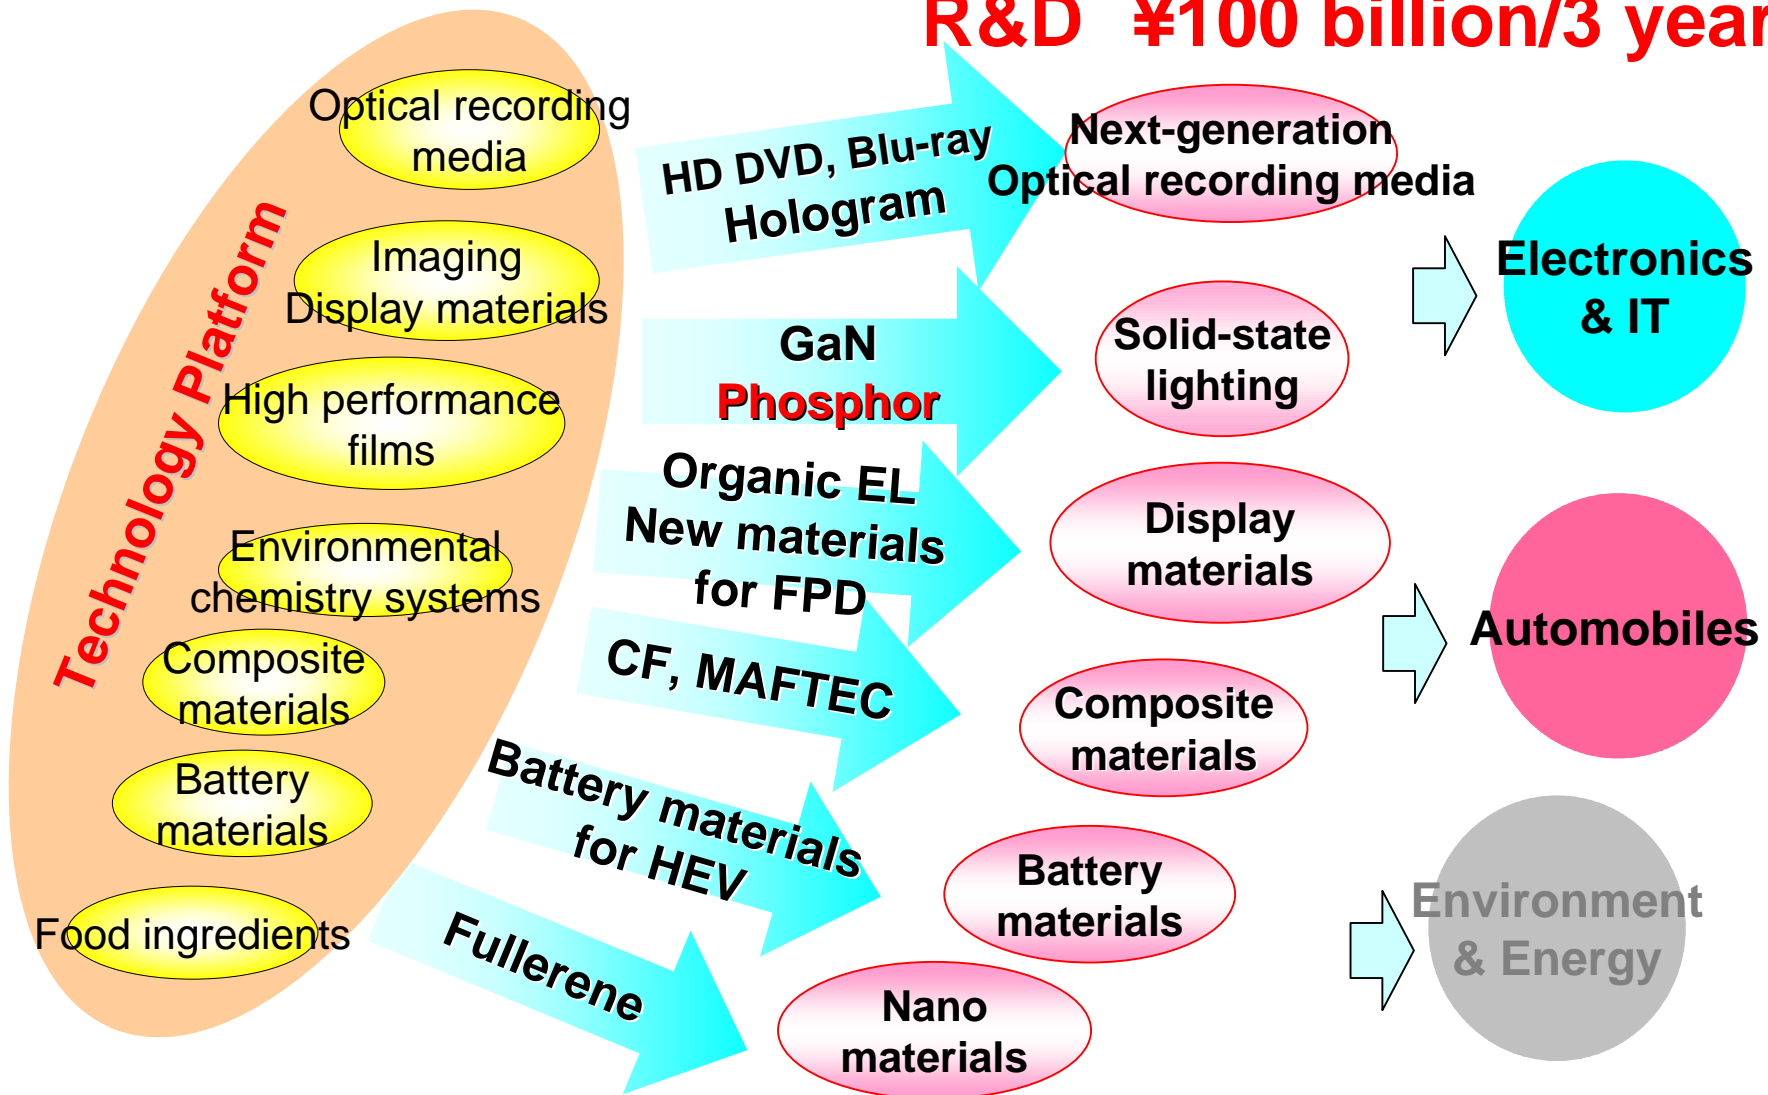 R&D ¥100 billion/3 year
Technology Platform
Optical recording
media
Imaging
Display materials
High performance
films
Environmental
chemistry systems
Composite
materials
Battery
materials
Food ingredients
HD DVD, Blu-ray
Hologram
GaN
Phosphor
Organic EL
New materials
for FPD
CF, MAFTEC
Battery materials
for HEV
Fullerene
Next-generation
Optical recording media
Solid-state
lighting
Display
materials
Composite
materials
Battery
materials
Nano
materials
Electronics
& IT
Automobiles
Environment
& Energy